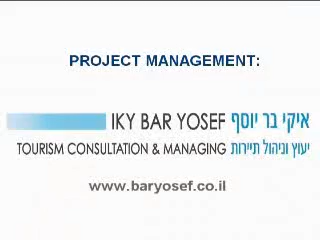 PROJECT MANAGEMENT:
IKY BAR YOSEF איקי בר יוסף
TOURISM CONSULTATION & MANAGING יעוץ וניהול תיירות
www.baryosef.co.il